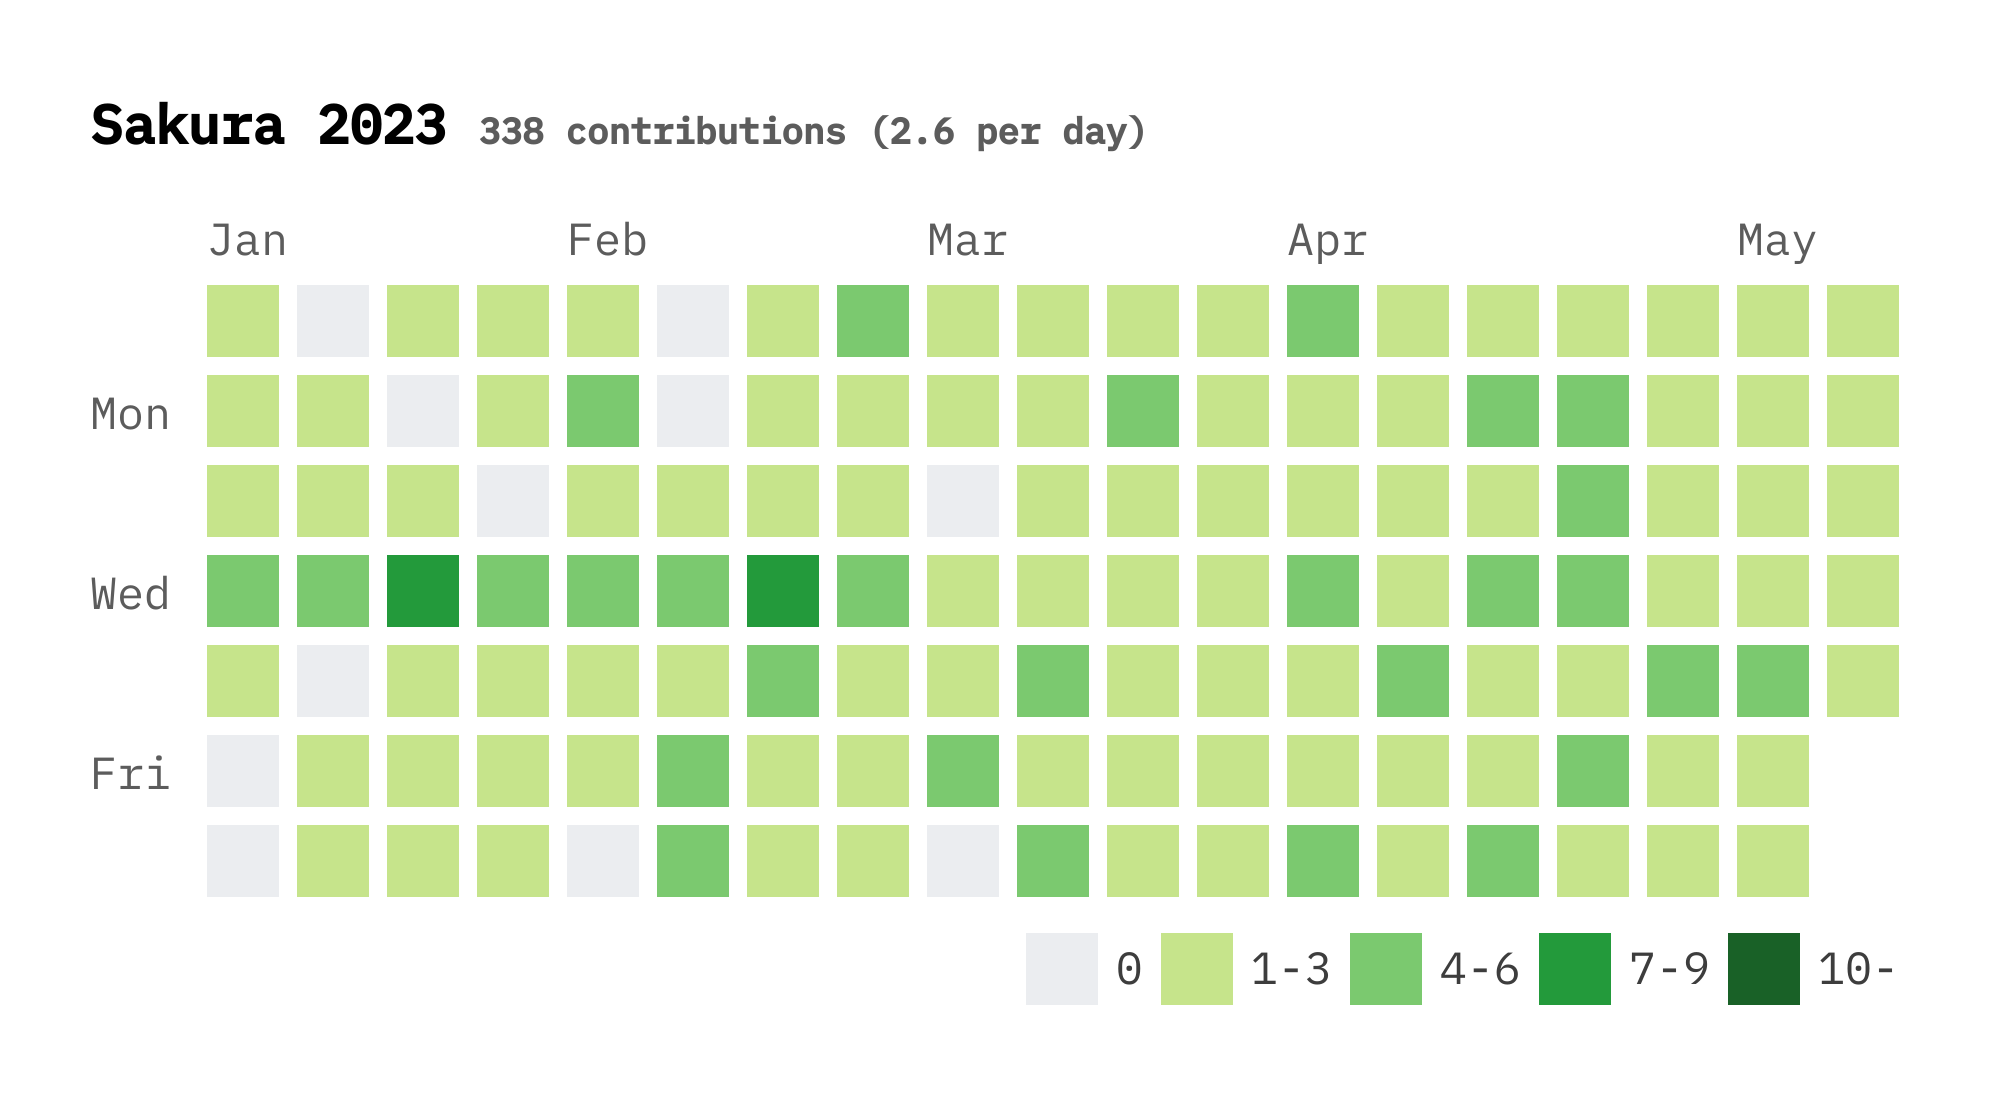 Sakura 2023 338 contributions (2.6 per day)
Jan Feb Mar Apr May
Mon
Wed
Fri
0 1-3 4-6 7-9 10-